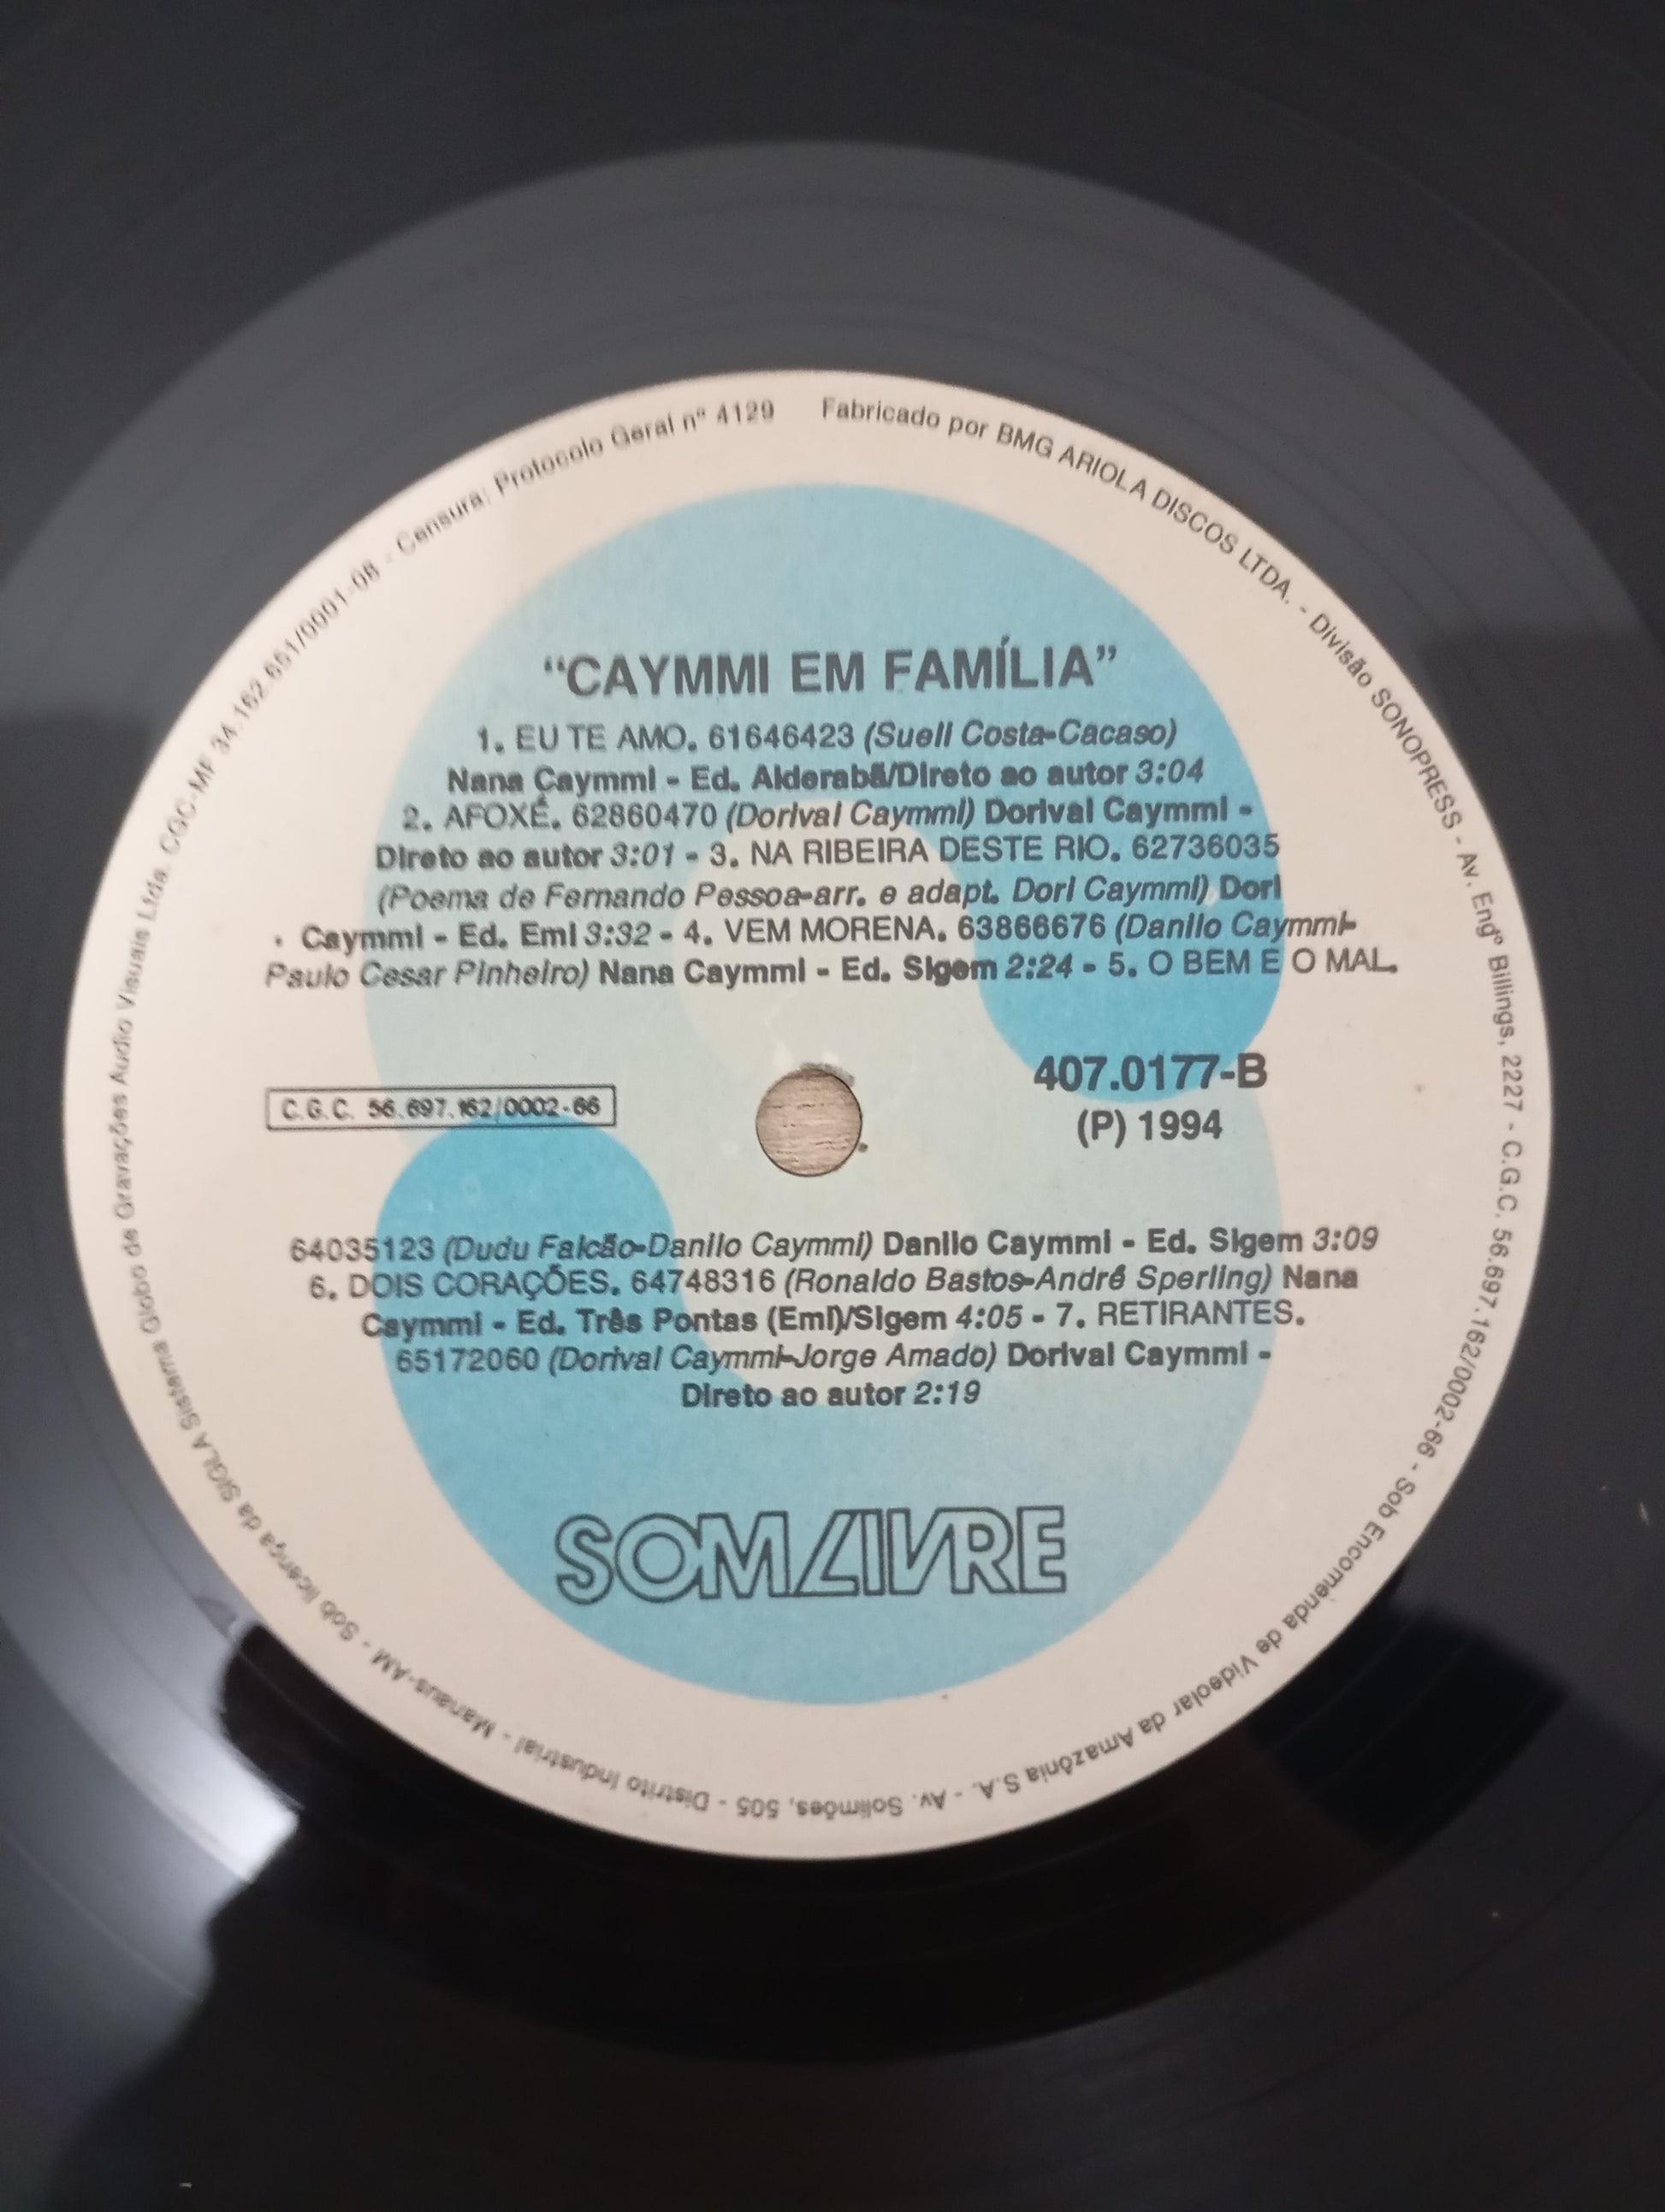 “CAYMMI EM FAMÍLIA”
1. EU TE AMO. 61646423 (Sueli Costa-Cacaso)
Nana Caymmi - Ed. Alderabã/Direto ao autor 3:04
2. AFOXÉ. 62860470 (Dorival Caymmi) Dorival Caymmi -
Direto ao autor 3:01 - 3. NA RIBEIRA DESTE RIO. 62736035
(Poema de Fernando Pessoa-arr. e adapt. Dori Caymmi) Dori
Caymmi - Ed. Emi 3:32 - 4. VEM MORENA. 63866676 (Danilo Caymmi-
Paulo Cesar Pinheiro) Nana Caymmi - Ed. Sigem 2:24 - 5. O BEM E O MAL.
407.0177-B
C.G.C. 56.697.162/0002-66
(P) 1994
64035123 (Dudu Falcão-Danilo Caymmi) Danilo Caymmi - Ed. Sigem 3:09
6. DOIS CORAÇÕES. 64748316 (Ronaldo Bastos-André Sperling) Nana
Caymmi - Ed. Três Pontas (Emi)/Sigem 4:05 - 7. RETIRANTES.
65172060 (Dorival Caymmi-Jorge Amado) Dorival Caymmi -
Direto ao autor 2:19
SOM LIVRE
Fabricado por BMG ARIOLA DISCOS LTDA. - Divisão SONOPRESS - Av. Engº Billings, 2227 - C.G.C. 56.697.162/0002-66 - Sob Encomenda de Videolar da Amazônia S.A. - Av. Solimões, 505 - Distrito Industrial - Manaus-AM - Sob licença da SIGLA Sistema Globo de Gravações Audio Visuais Ltda. CGC-MF 34.162.651/0001-08 - Censura: Protocolo Geral nº 4129